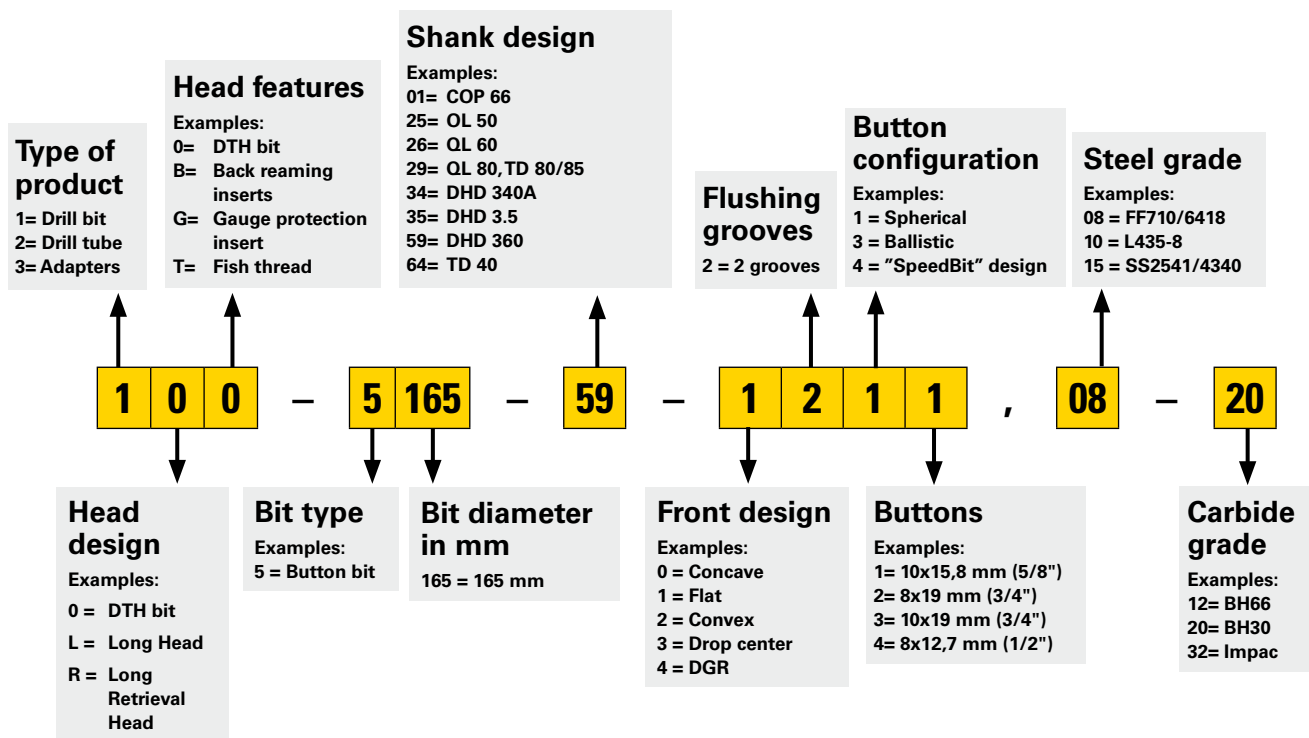 Type of
product
1= Drill bit
2= Drill tube
3= Adapters
Head features
Examples:
0= DTH bit
B= Back reaming
inserts
G= Gauge protection
insert
T= Fish thread
Shank design
Examples:
01= COP 66
25= OL 50
26= QL 60
29= QL 80, TD 80/85
34= DHD 340A
35= DHD 3.5
59= DHD 360
64= TD 40
Flushing
grooves
2 = 2 grooves
Button
configuration
Examples:
1 = Spherical
3 = Ballistic
4 = ”SpeedBit” design
Steel grade
Examples:
08 = FF710/6418
10 = L435-8
15 = SS2541/4340
1 0 0 – 5 165 – 59 – 1 2 1 1 , 08 – 20
Head
design
Examples:
0 = DTH bit
L = Long Head
R = Long
Retrieval
Head
Bit type
Examples:
5 = Button bit
Bit diameter
in mm
165 = 165 mm
Front design
Examples:
0 = Concave
1 = Flat
2 = Convex
3 = Drop center
4 = DGR
Buttons
Examples:
1= 10x15,8 mm (5/8")
2= 8x19 mm (3/4")
3= 10x19 mm (3/4")
4= 8x12,7 mm (1/2")
Carbide
grade
Examples:
12= BH66
20= BH30
32= Impac